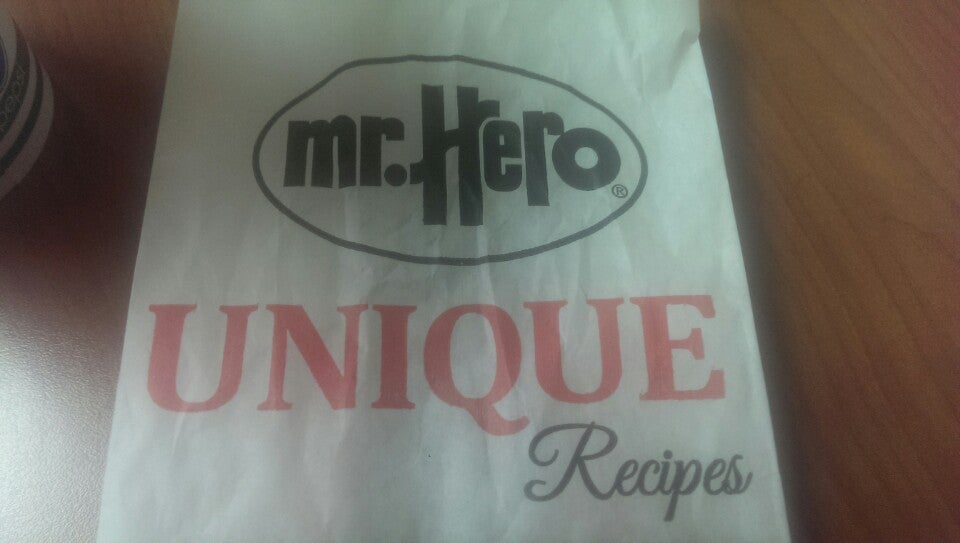 mr. Hero®
UNIQUE
Recipes